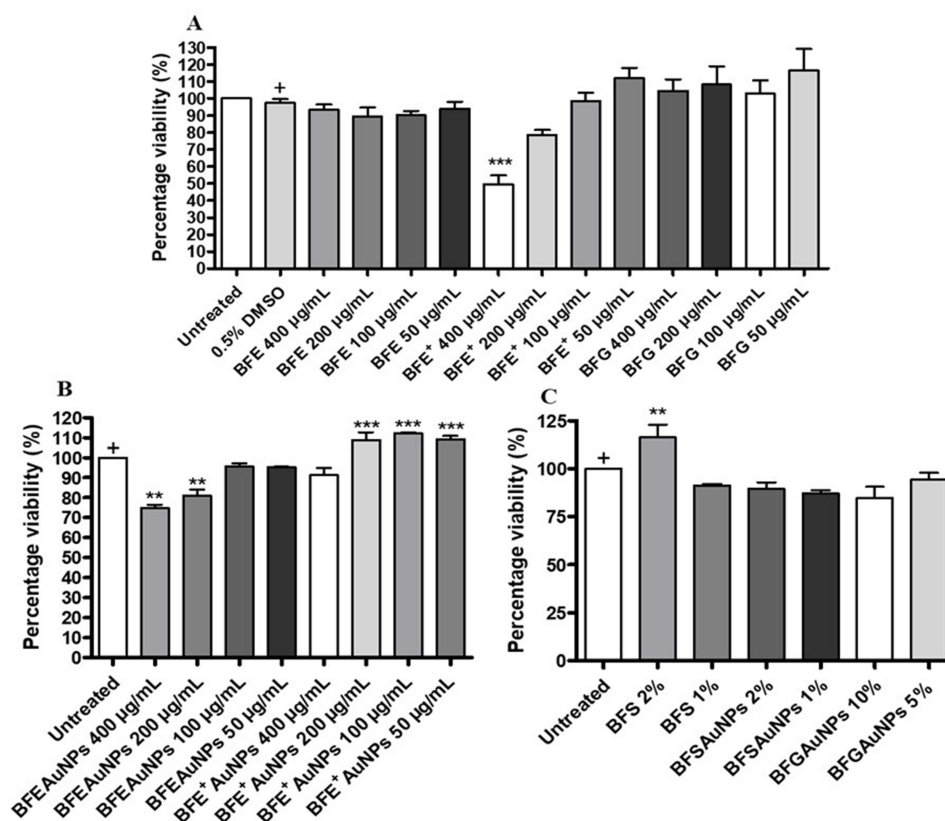 A
Percentage viability (%)
130
120
110
100
90
80
70
60
50
40
30
20
10
0
+
***
Untreated
0.5% DMSO
BFE 400 µg/mL
BFE 200 µg/mL
BFE 100 µg/mL
BFE 50 µg/mL
BFE⁺ 400 µg/mL
BFE⁺ 200 µg/mL
BFE⁺ 100 µg/mL
BFE⁺ 50 µg/mL
BFG 400 µg/mL
BFG 200 µg/mL
BFG 100 µg/mL
BFG 50 µg/mL
B
Percentage viability (%)
120
110
100
90
80
70
60
50
40
30
20
10
0
+
**
**
***
***
***
Untreated
BFEAuNPs 400 µg/mL
BFEAuNPs 200 µg/mL
BFEAuNPs 100 µg/mL
BFEAuNPs 50 µg/mL
BFE⁺AuNPs 400 µg/mL
BFE⁺ AuNPs 200 µg/mL
BFE⁺ AuNPs 100 µg/mL
BFE⁺ AuNPs 50 µg/mL
C
Percentage viability (%)
125
100
75
50
25
0
+
**
Untreated
BFS 2%
BFS 1%
BFSAuNPs 2%
BFSAuNPs 1%
BFGAuNPs 10%
BFGAuNPs 5%